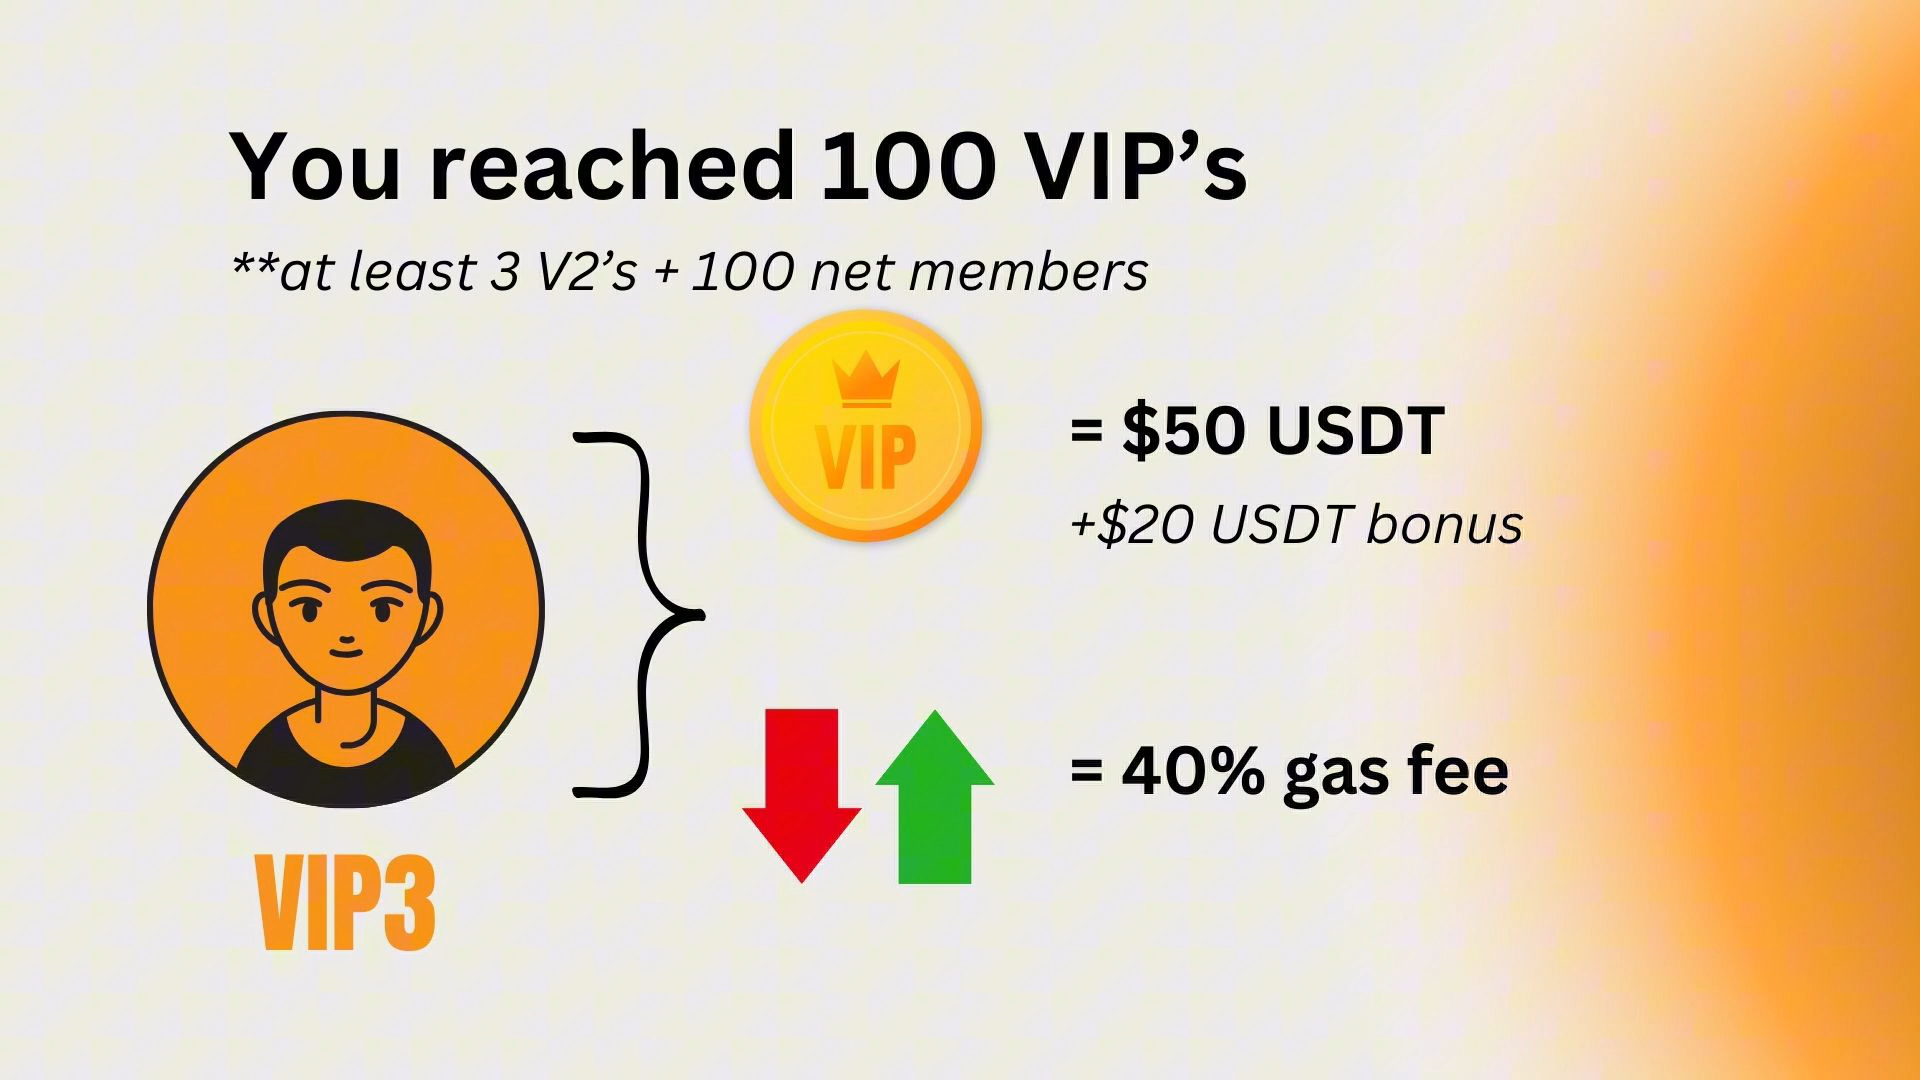 You reached 100 VIP’s
**at least 3 V2’s + 100 net members
VIP
= $50 USDT
+$20 USDT bonus
= 40% gas fee
VIP3